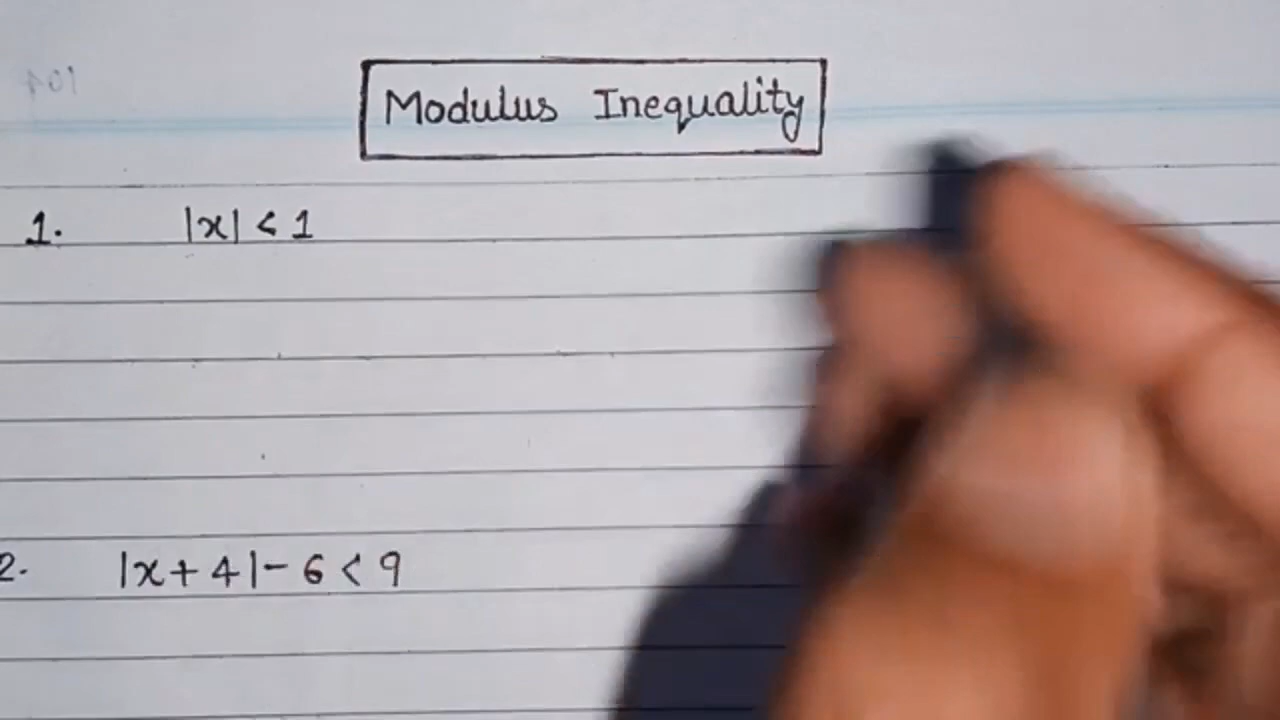 Modulus Inequality
1. |x| < 1
2. |x + 4| - 6 < 9